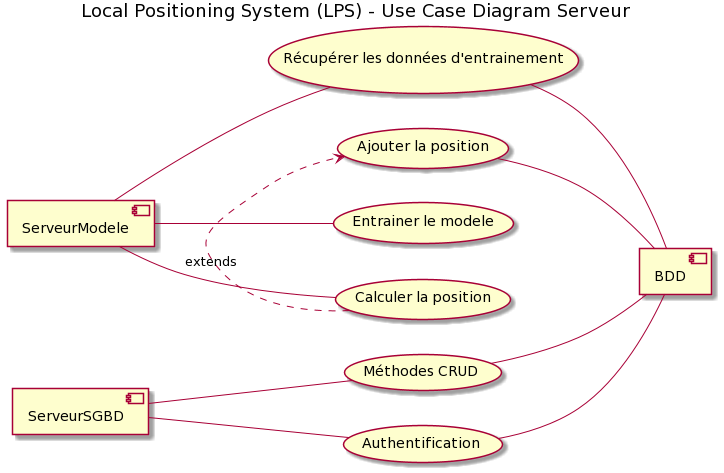 Local Positioning System (LPS) - Use Case Diagram Serveur
Récupérer les données d'entrainement
Ajouter la position
ServeurModele
Entrainer le modele
extends
BDD
Calculer la position
Méthodes CRUD
ServeurSGBD
Authentification